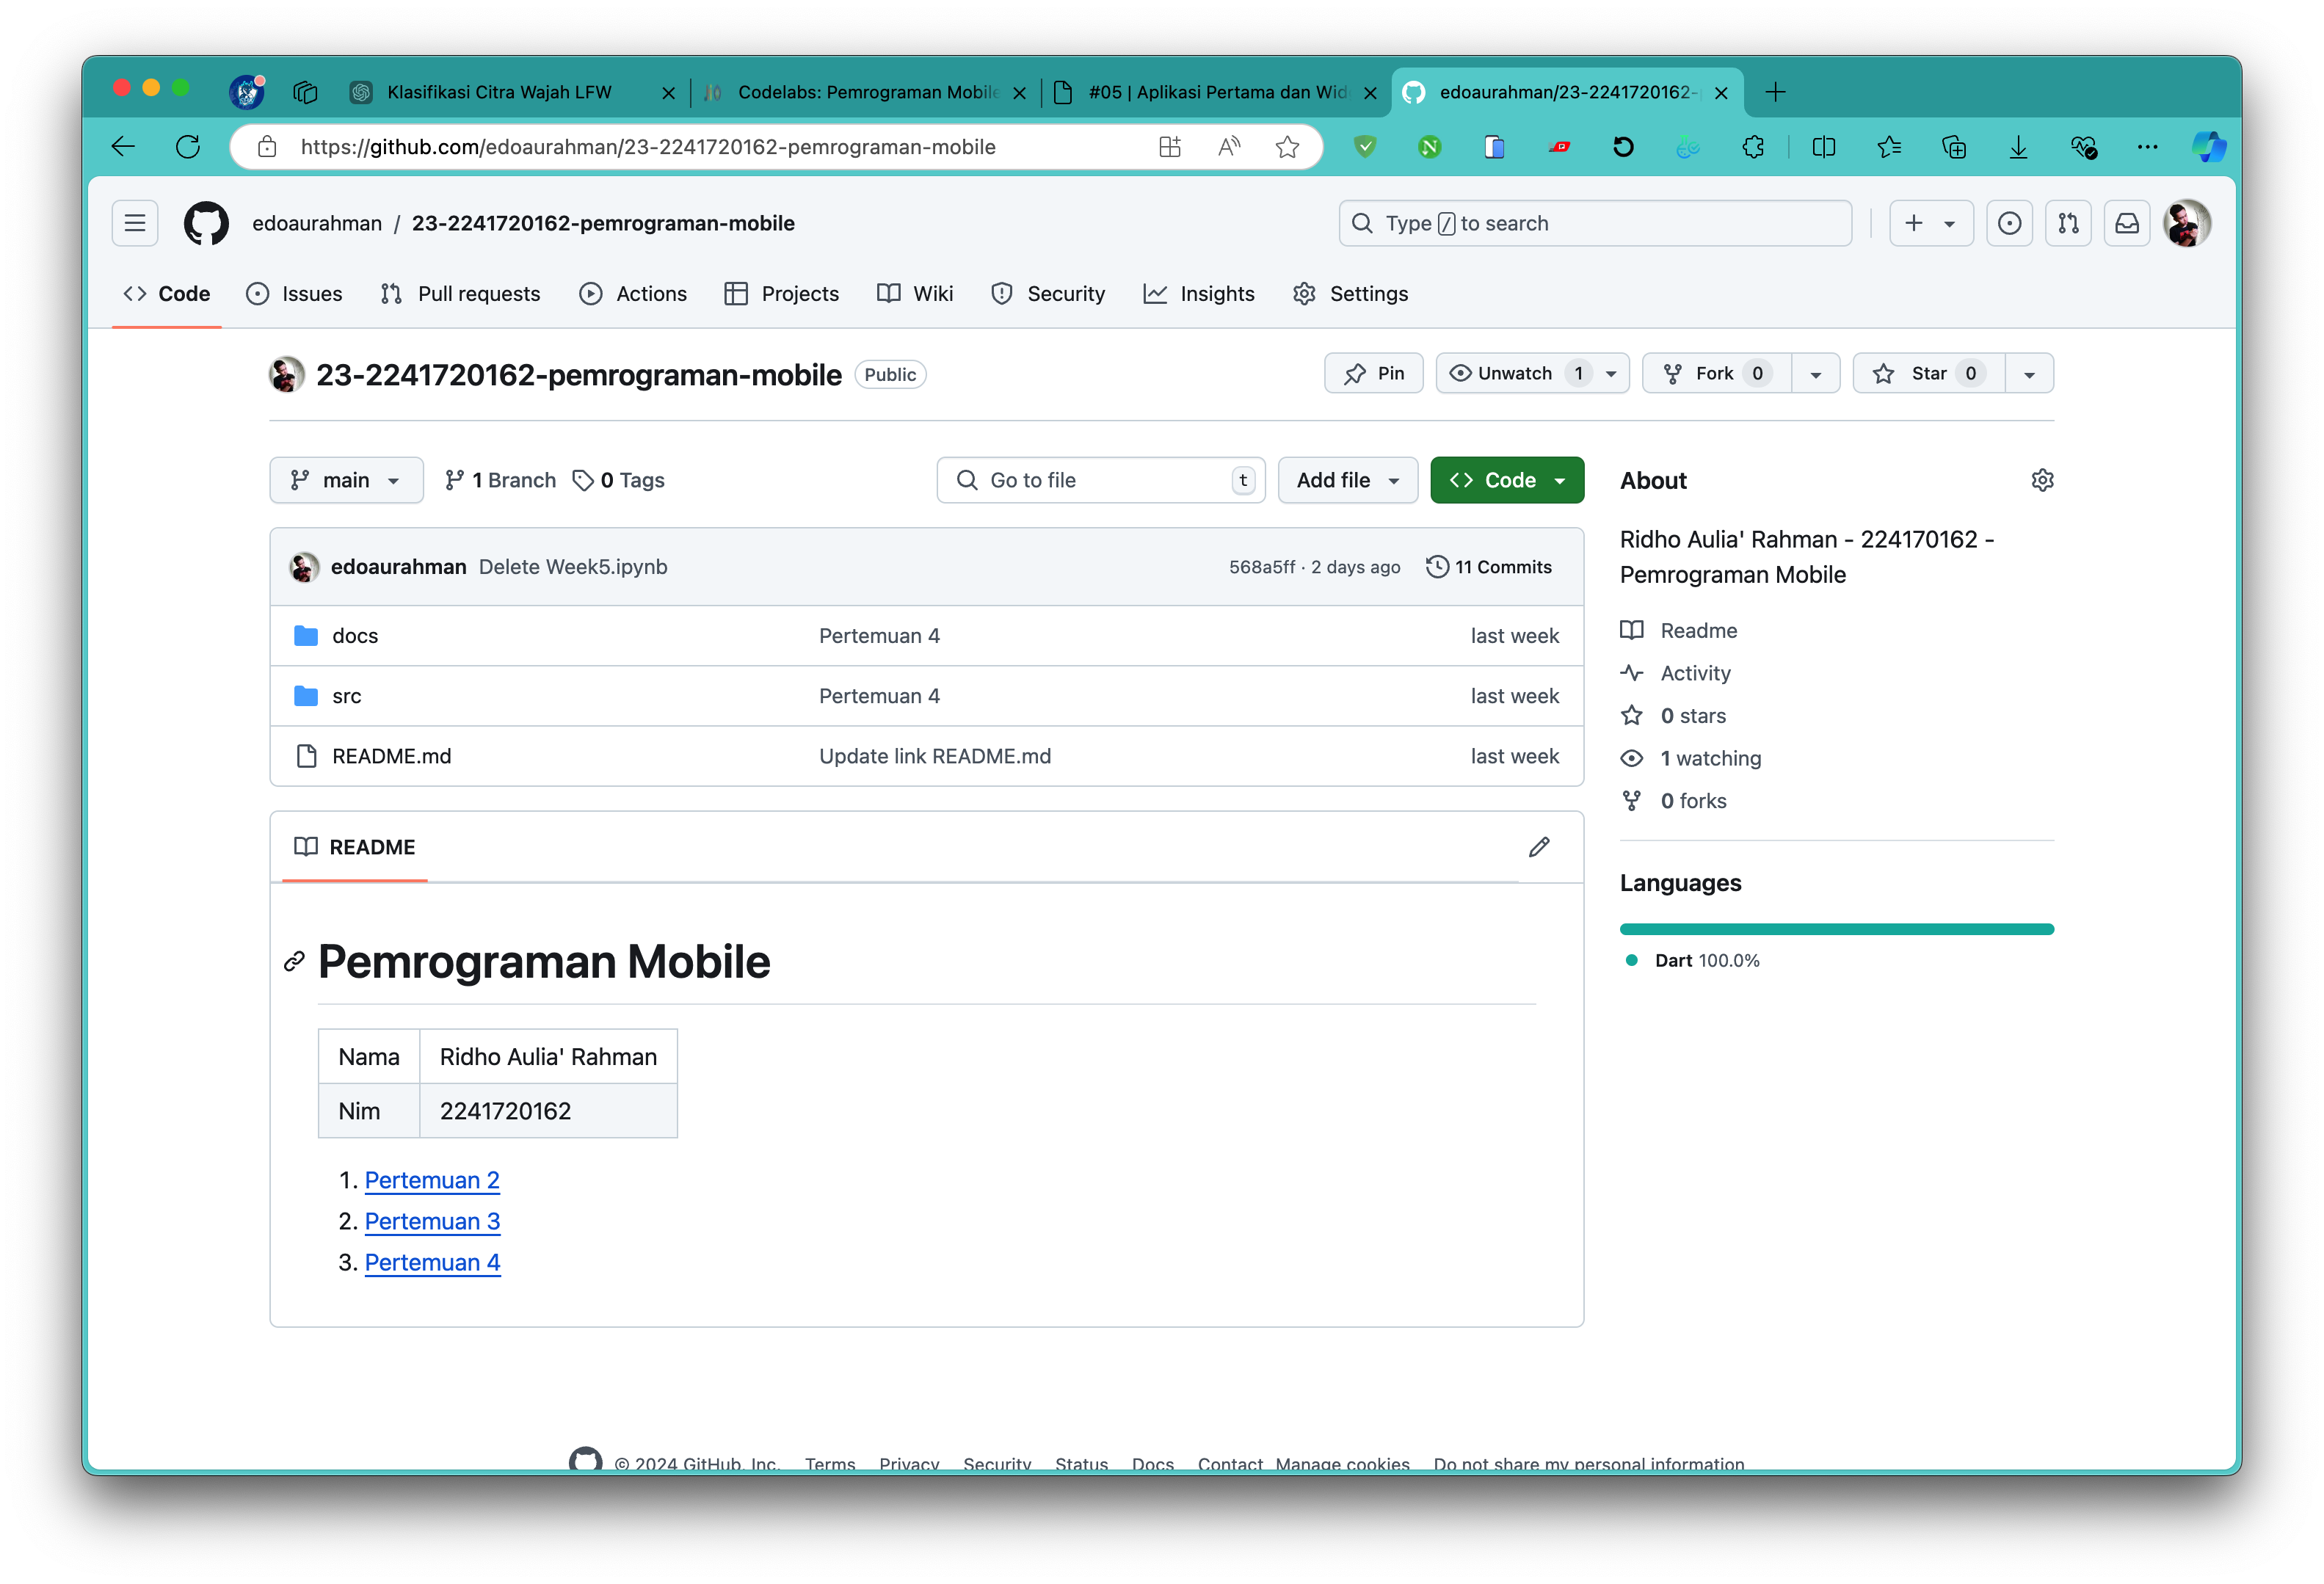 Klasifikasi Citra Wajah LFW
Codelabs: Pemrograman Mobile
#05 | Aplikasi Pertama dan Wid
edoaurahman/23-2241720162-
https://github.com/edoaurahman/23-2241720162-pemrograman-mobile
edoaurahman / 23-2241720162-pemrograman-mobile
Type / to search
Code Issues Pull requests Actions Projects Wiki Security Insights Settings
23-2241720162-pemrograman-mobile Public
Pin Unwatch 1 Fork 0 Star 0
main 1 Branch 0 Tags Go to file t Add file Code
edoaurahman Delete Week5.ipynb 568a5ff · 2 days ago 11 Commits
docs Pertemuan 4 last week
src Pertemuan 4 last week
README.md Update link README.md last week
README
Pemrograman Mobile
Nama Ridho Aulia' Rahman
Nim 2241720162
1. Pertemuan 2
2. Pertemuan 3
3. Pertemuan 4
About
Ridho Aulia' Rahman - 224170162 -
Pemrograman Mobile
Readme
Activity
0 stars
1 watching
0 forks
Languages
Dart 100.0%
© 2024 GitHub, Inc. Terms Privacy Security Status Docs Contact Manage cookies Do not share my personal information